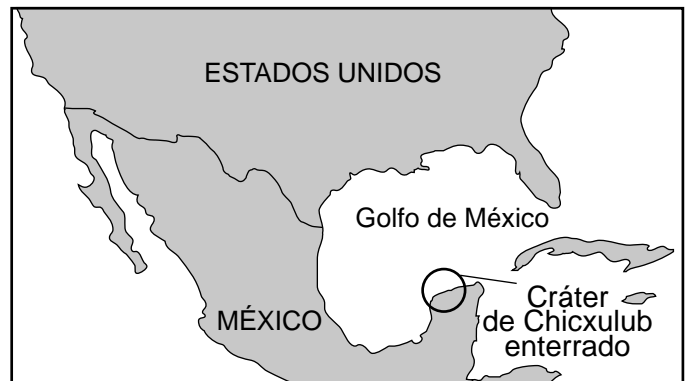 ESTADOS UNIDOS
Golfo de México
MÉXICO
Cráter
de Chicxulub
enterrado